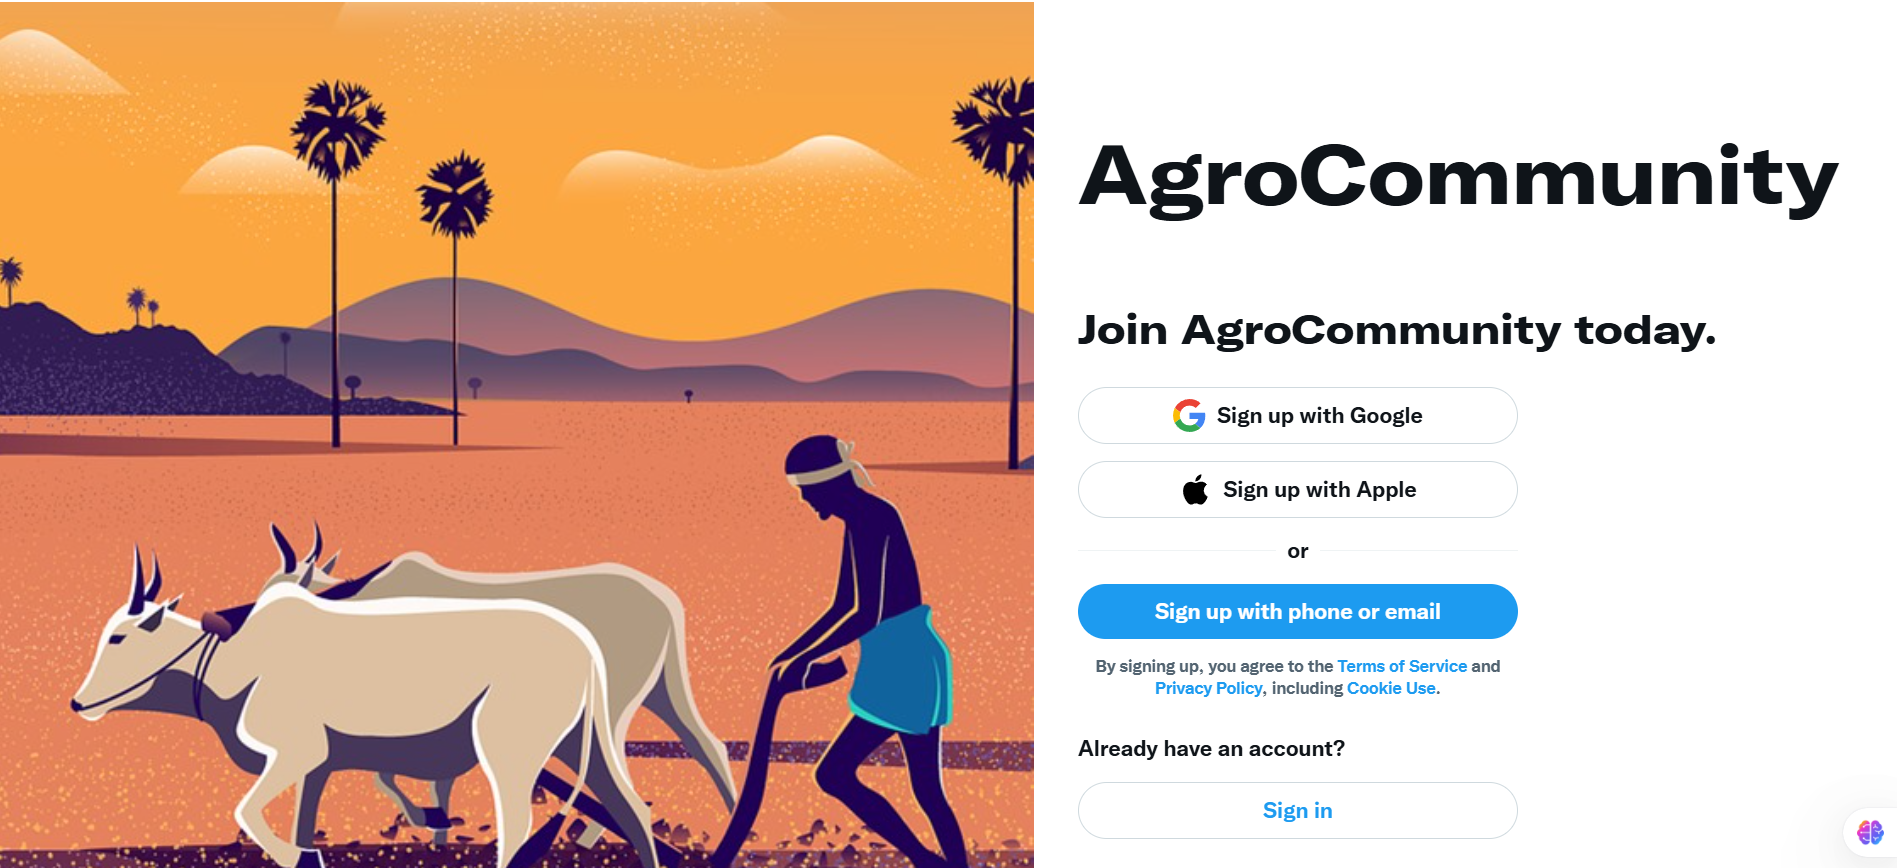 AgroCommunity
Join AgroCommunity today.
Sign up with Google
Sign up with Apple
or
Sign up with phone or email
By signing up, you agree to the Terms of Service and
Privacy Policy, including Cookie Use.
Already have an account?
Sign in